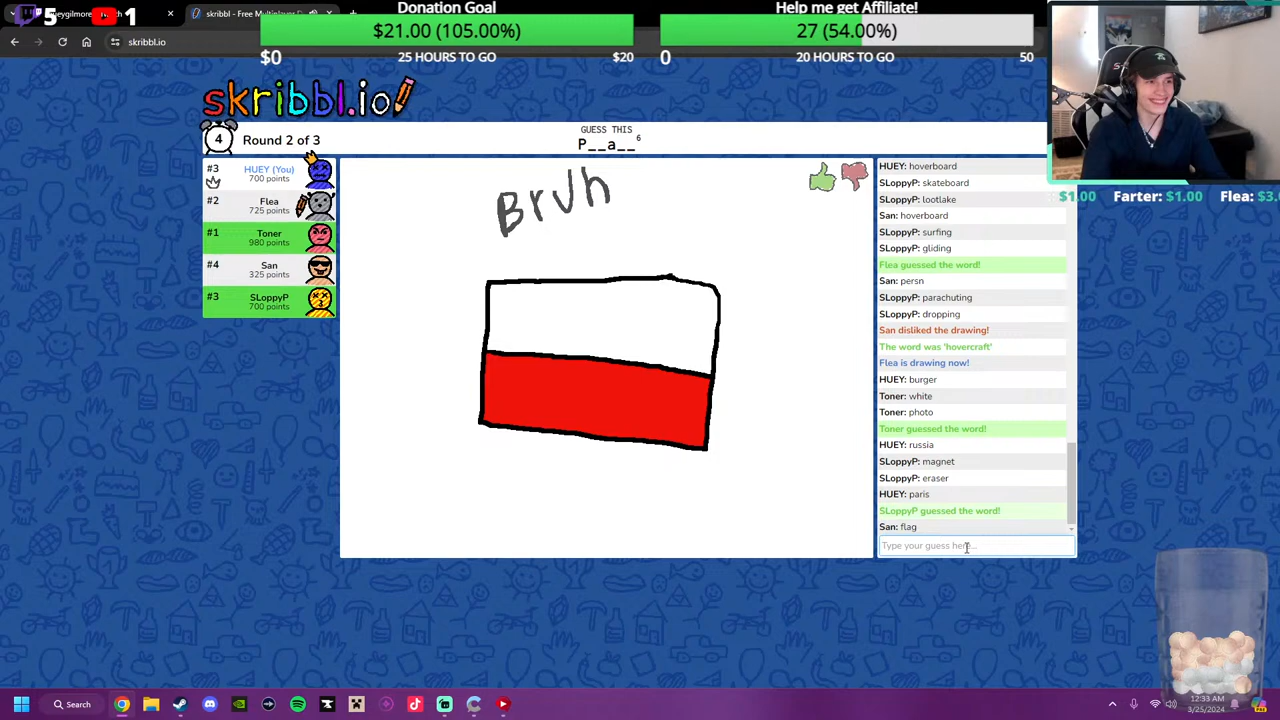 5
eygilmore
1
skribbl - Free Multiplayer
skribbl.io
Donation Goal
$21.00 (105.00%)
$0
25 HOURS TO GO
$20
Help me get Affiliate!
27 (54.00%)
0
20 HOURS TO GO
50
skribbl.io
4
Round 2 of 3
GUESS THIS
P__a__ 6
$1.00 Farter: $1.00 Flea: $3.
#3
HUEY (You)
700 points
#2
Flea
725 points
#1
Toner
980 points
#4
San
325 points
#3
SLoppyP
700 points
Bruh
HUEY: hoverboard
SLoppyP: skateboard
SLoppyP: lootlake
San: hoverboard
SLoppyP: surfing
SLoppyP: gliding
Flea guessed the word!
San: persn
SLoppyP: parachuting
SLoppyP: dropping
San disliked the drawing!
The word was 'hovercraft'
Flea is drawing now!
HUEY: burger
Toner: white
Toner: photo
Toner guessed the word!
HUEY: russia
SLoppyP: magnet
SLoppyP: eraser
HUEY: paris
SLoppyP guessed the word!
San: flag
Type your guess here...
Search
12:33 AM
3/25/2024